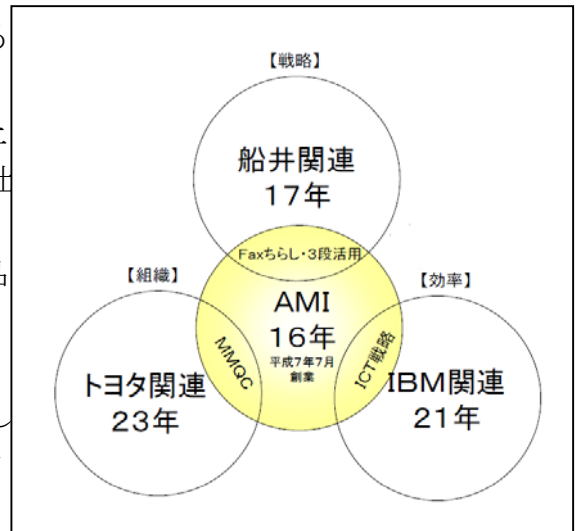 【戦略】
船井関連
17年
Faxちらし・3段活用
【組織】
【効率】
AMI
16年
平成7年7月
創業
MMQC
ICT戦略
トヨタ関連
23年
IBM関連
21年